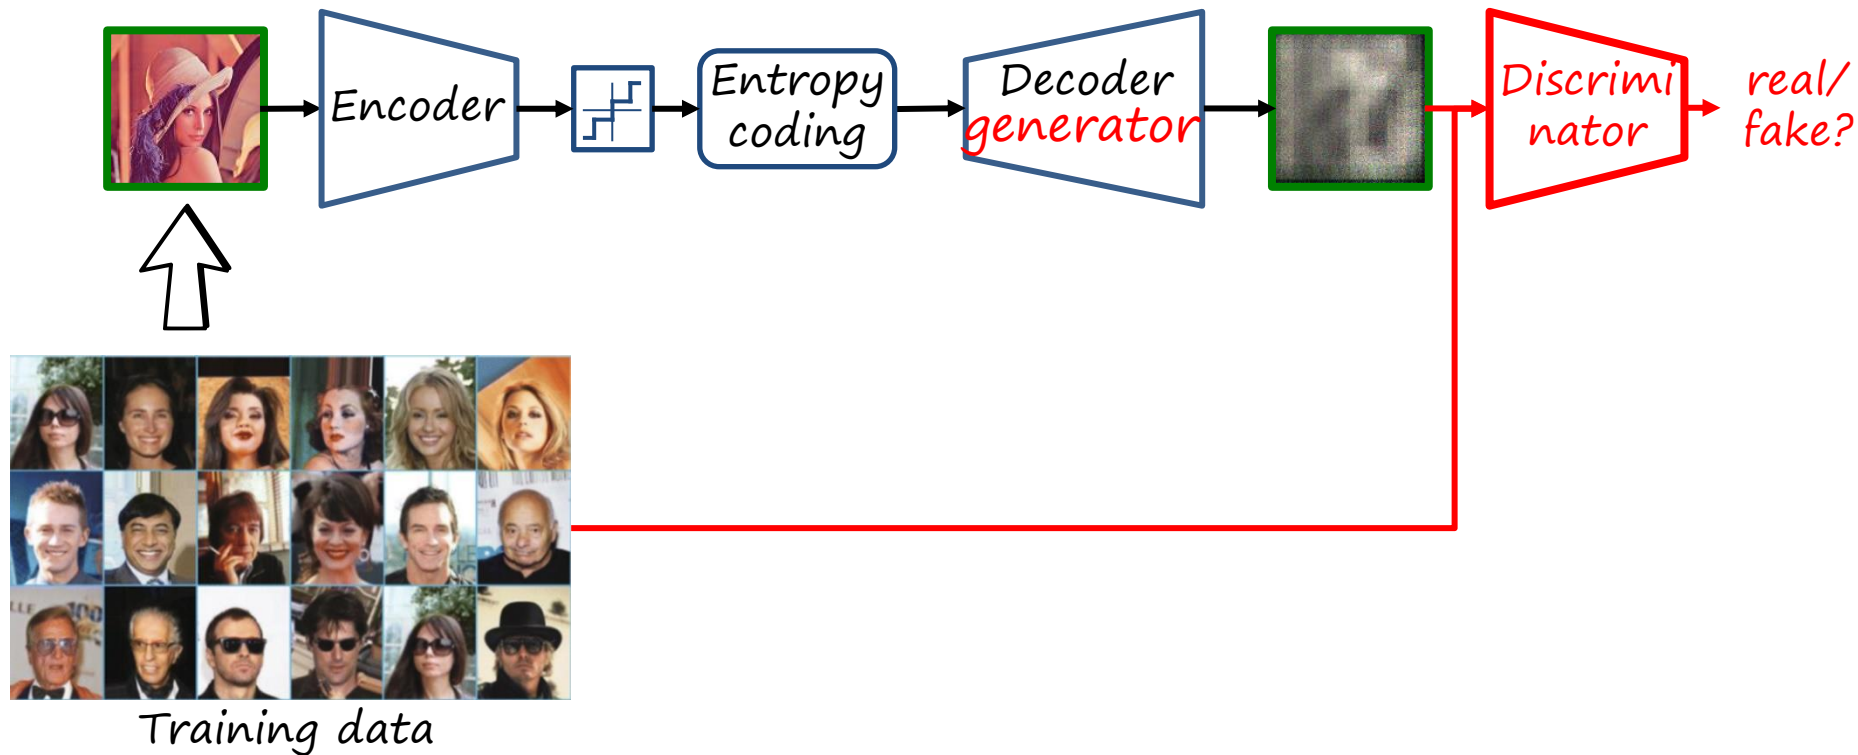 Encoder
Entropy
coding
Decoder
generator
Discrimi
nator
real/
fake?
Training data